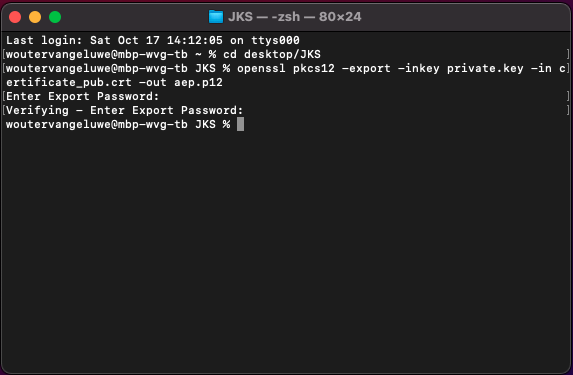 JKS — -zsh — 80×24
Last login: Sat Oct 17 14:12:05 on ttys000
[woutervangeluwe@mbp-wvg-tb ~ % cd desktop/JKS ]
[woutervangeluwe@mbp-wvg-tb JKS % openssl pkcs12 -export -inkey private.key -in c]
ertificate_pub.crt -out aep.p12
[Enter Export Password: ]
[Verifying - Enter Export Password: ]
woutervangeluwe@mbp-wvg-tb JKS %